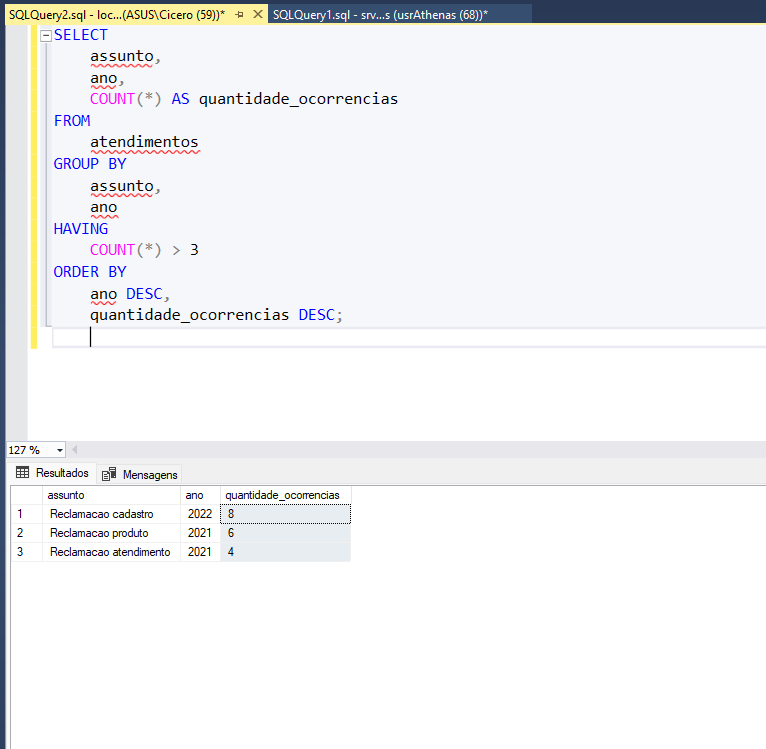 SQLQuery2.sql - loc...(ASUS\Cicero (59))* SQLQuery1.sql - srv...s (usrAthenas (68))*
SELECT
assunto,
ano,
COUNT(*) AS quantidade_ocorrencias
FROM
atendimentos
GROUP BY
assunto,
ano
HAVING
COUNT(*) > 3
ORDER BY
ano DESC,
quantidade_ocorrencias DESC;
127 %
Resultados Mensagens
assunto ano quantidade_ocorrencias
1 Reclamacao cadastro 2022 8
2 Reclamacao produto 2021 6
3 Reclamacao atendimento 2021 4